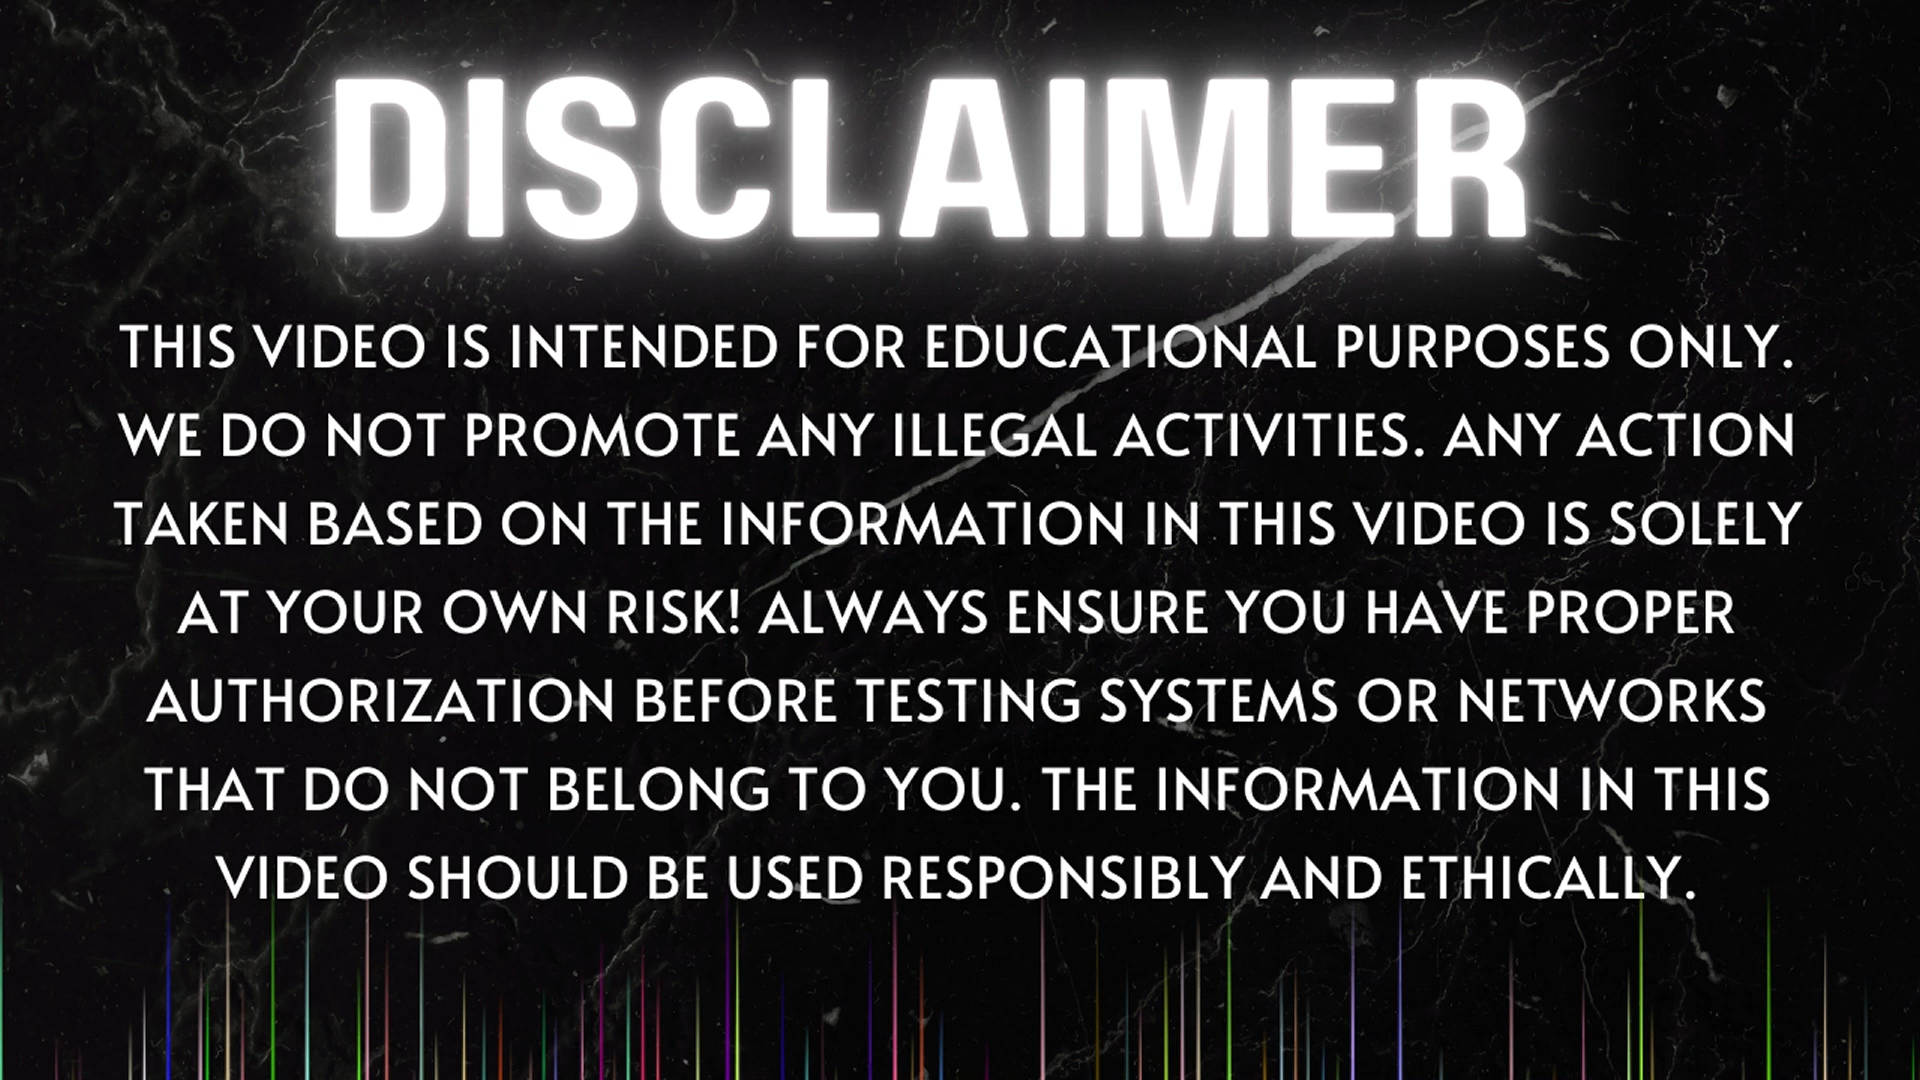 DISCLAIMER
THIS VIDEO IS INTENDED FOR EDUCATIONAL PURPOSES ONLY.
WE DO NOT PROMOTE ANY ILLEGAL ACTIVITIES. ANY ACTION
TAKEN BASED ON THE INFORMATION IN THIS VIDEO IS SOLELY
AT YOUR OWN RISK! ALWAYS ENSURE YOU HAVE PROPER
AUTHORIZATION BEFORE TESTING SYSTEMS OR NETWORKS
THAT DO NOT BELONG TO YOU. THE INFORMATION IN THIS
VIDEO SHOULD BE USED RESPONSIBLY AND ETHICALLY.